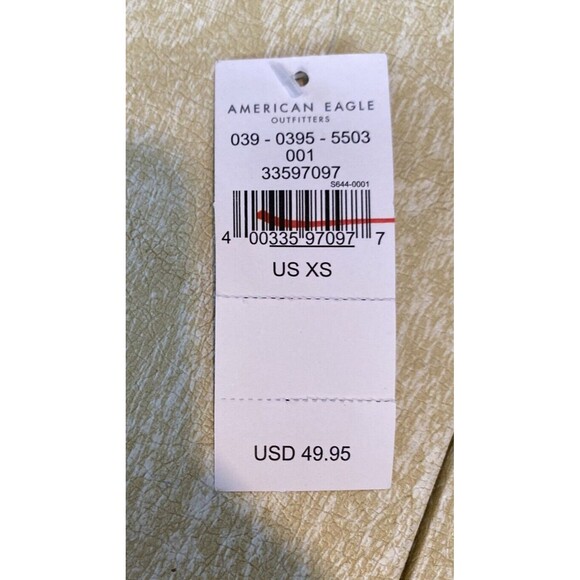 AMERICAN EAGLE
OUTFITTERS
039 - 0395 - 5503
001
33597097
S644-0001
4 00335 97097 7
US XS
USD 49.95